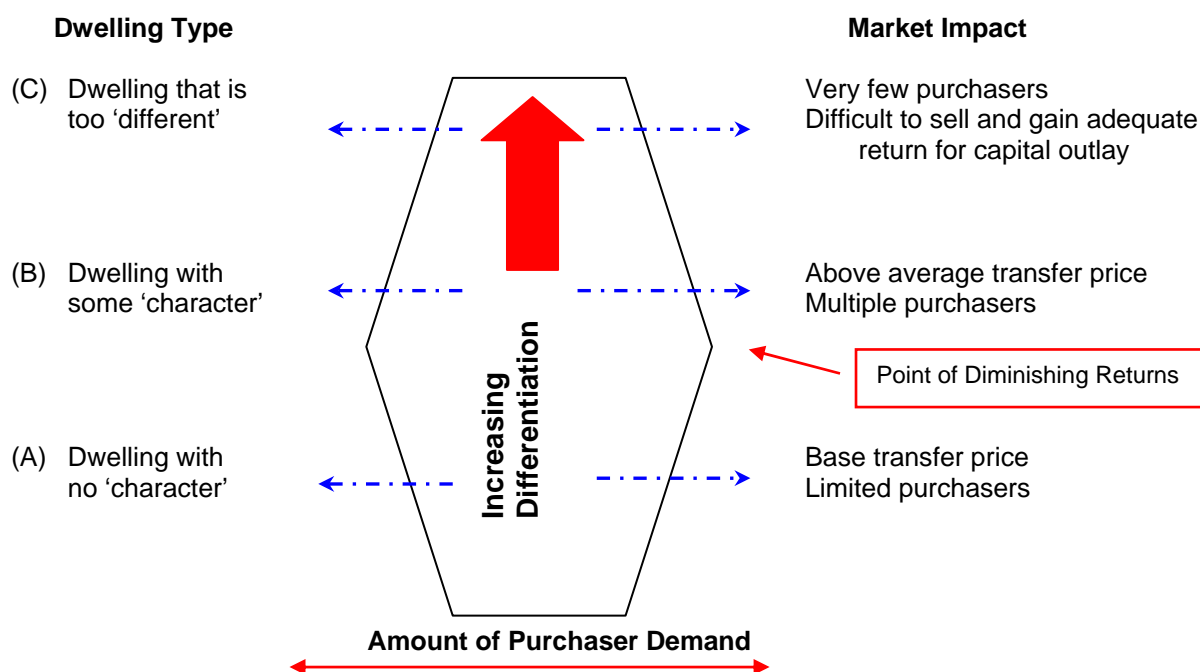 Dwelling Type
Market Impact
(C) Dwelling that is
too ‘different’
Very few purchasers
Difficult to sell and gain adequate
return for capital outlay
(B) Dwelling with
some ‘character’
Above average transfer price
Multiple purchasers
Point of Diminishing Returns
Increasing
Differentiation
(A) Dwelling with
no ‘character’
Base transfer price
Limited purchasers
Amount of Purchaser Demand